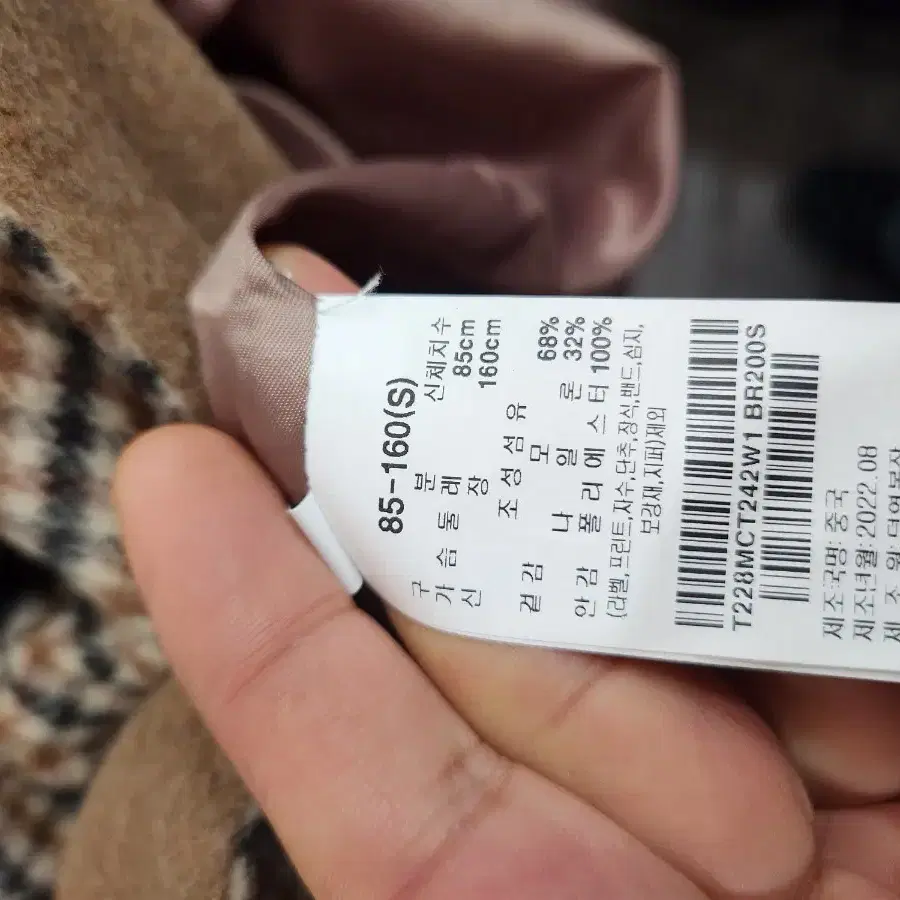 85-160(S)
구 분 신체치수
가 슴 둘 레 85cm
신 장 160cm
조 성 섬 유
겉 감 모 68%
나 일 론 32%
안 감 폴 리 에 스 터 100%
(라벨,프린트,자수,단추,장식,밴드,심지,
보강재,지퍼)제외
T228MCT242W1 BR200S
제조국명: 중국
제조년월: 2022.08
제 조 원: